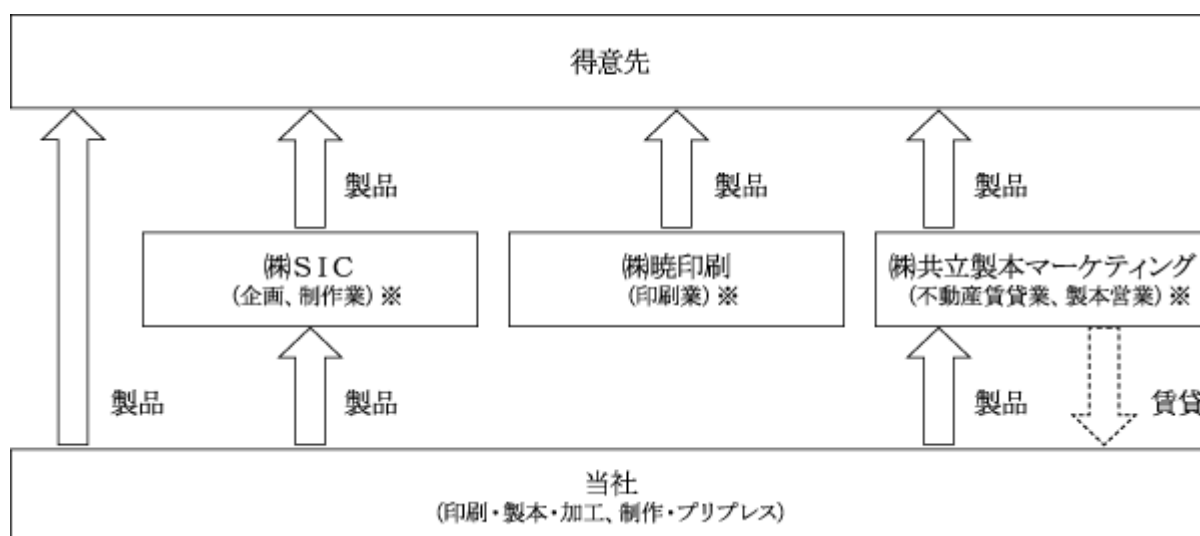 得意先
製品
製品
製品
㈱SIC
(企画、制作業)※
㈱暁印刷
(印刷業)※
㈱共立製本マーケティング
(不動産賃貸業、製本営業)※
製品
製品
製品
賃貸
当社
(印刷・製本・加工、制作・プリプレス)